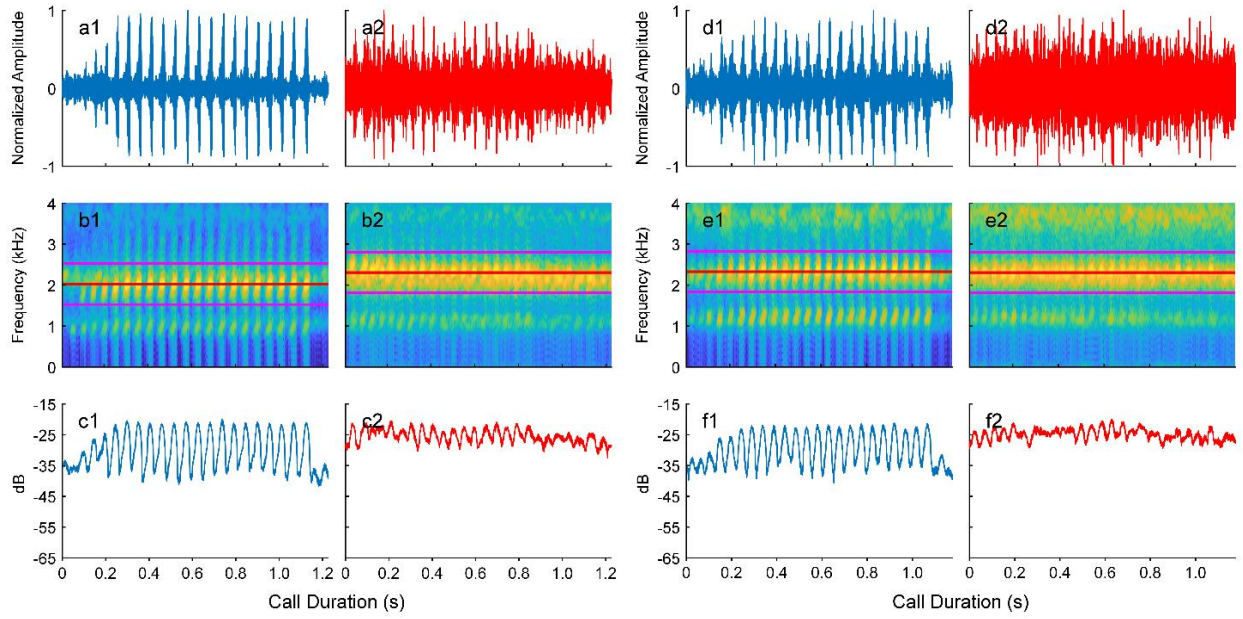 a1 a2 d1 d2
Normalized Amplitude Normalized Amplitude
1 0 -1 1 0 -1
b1 b2 e1 e2
Frequency (kHz) Frequency (kHz)
4 3 2 1 0 4 3 2 1 0
c1 c2 f1 f2
dB dB
-15 -25 -35 -45 -55 -65 -15 -25 -35 -45 -55 -65
0 0.2 0.4 0.6 0.8 1.0 1.2 0 0.2 0.4 0.6 0.8 1.0 1.2 0 0.2 0.4 0.6 0.8 1.0 0 0.2 0.4 0.6 0.8 1.0
Call Duration (s) Call Duration (s)